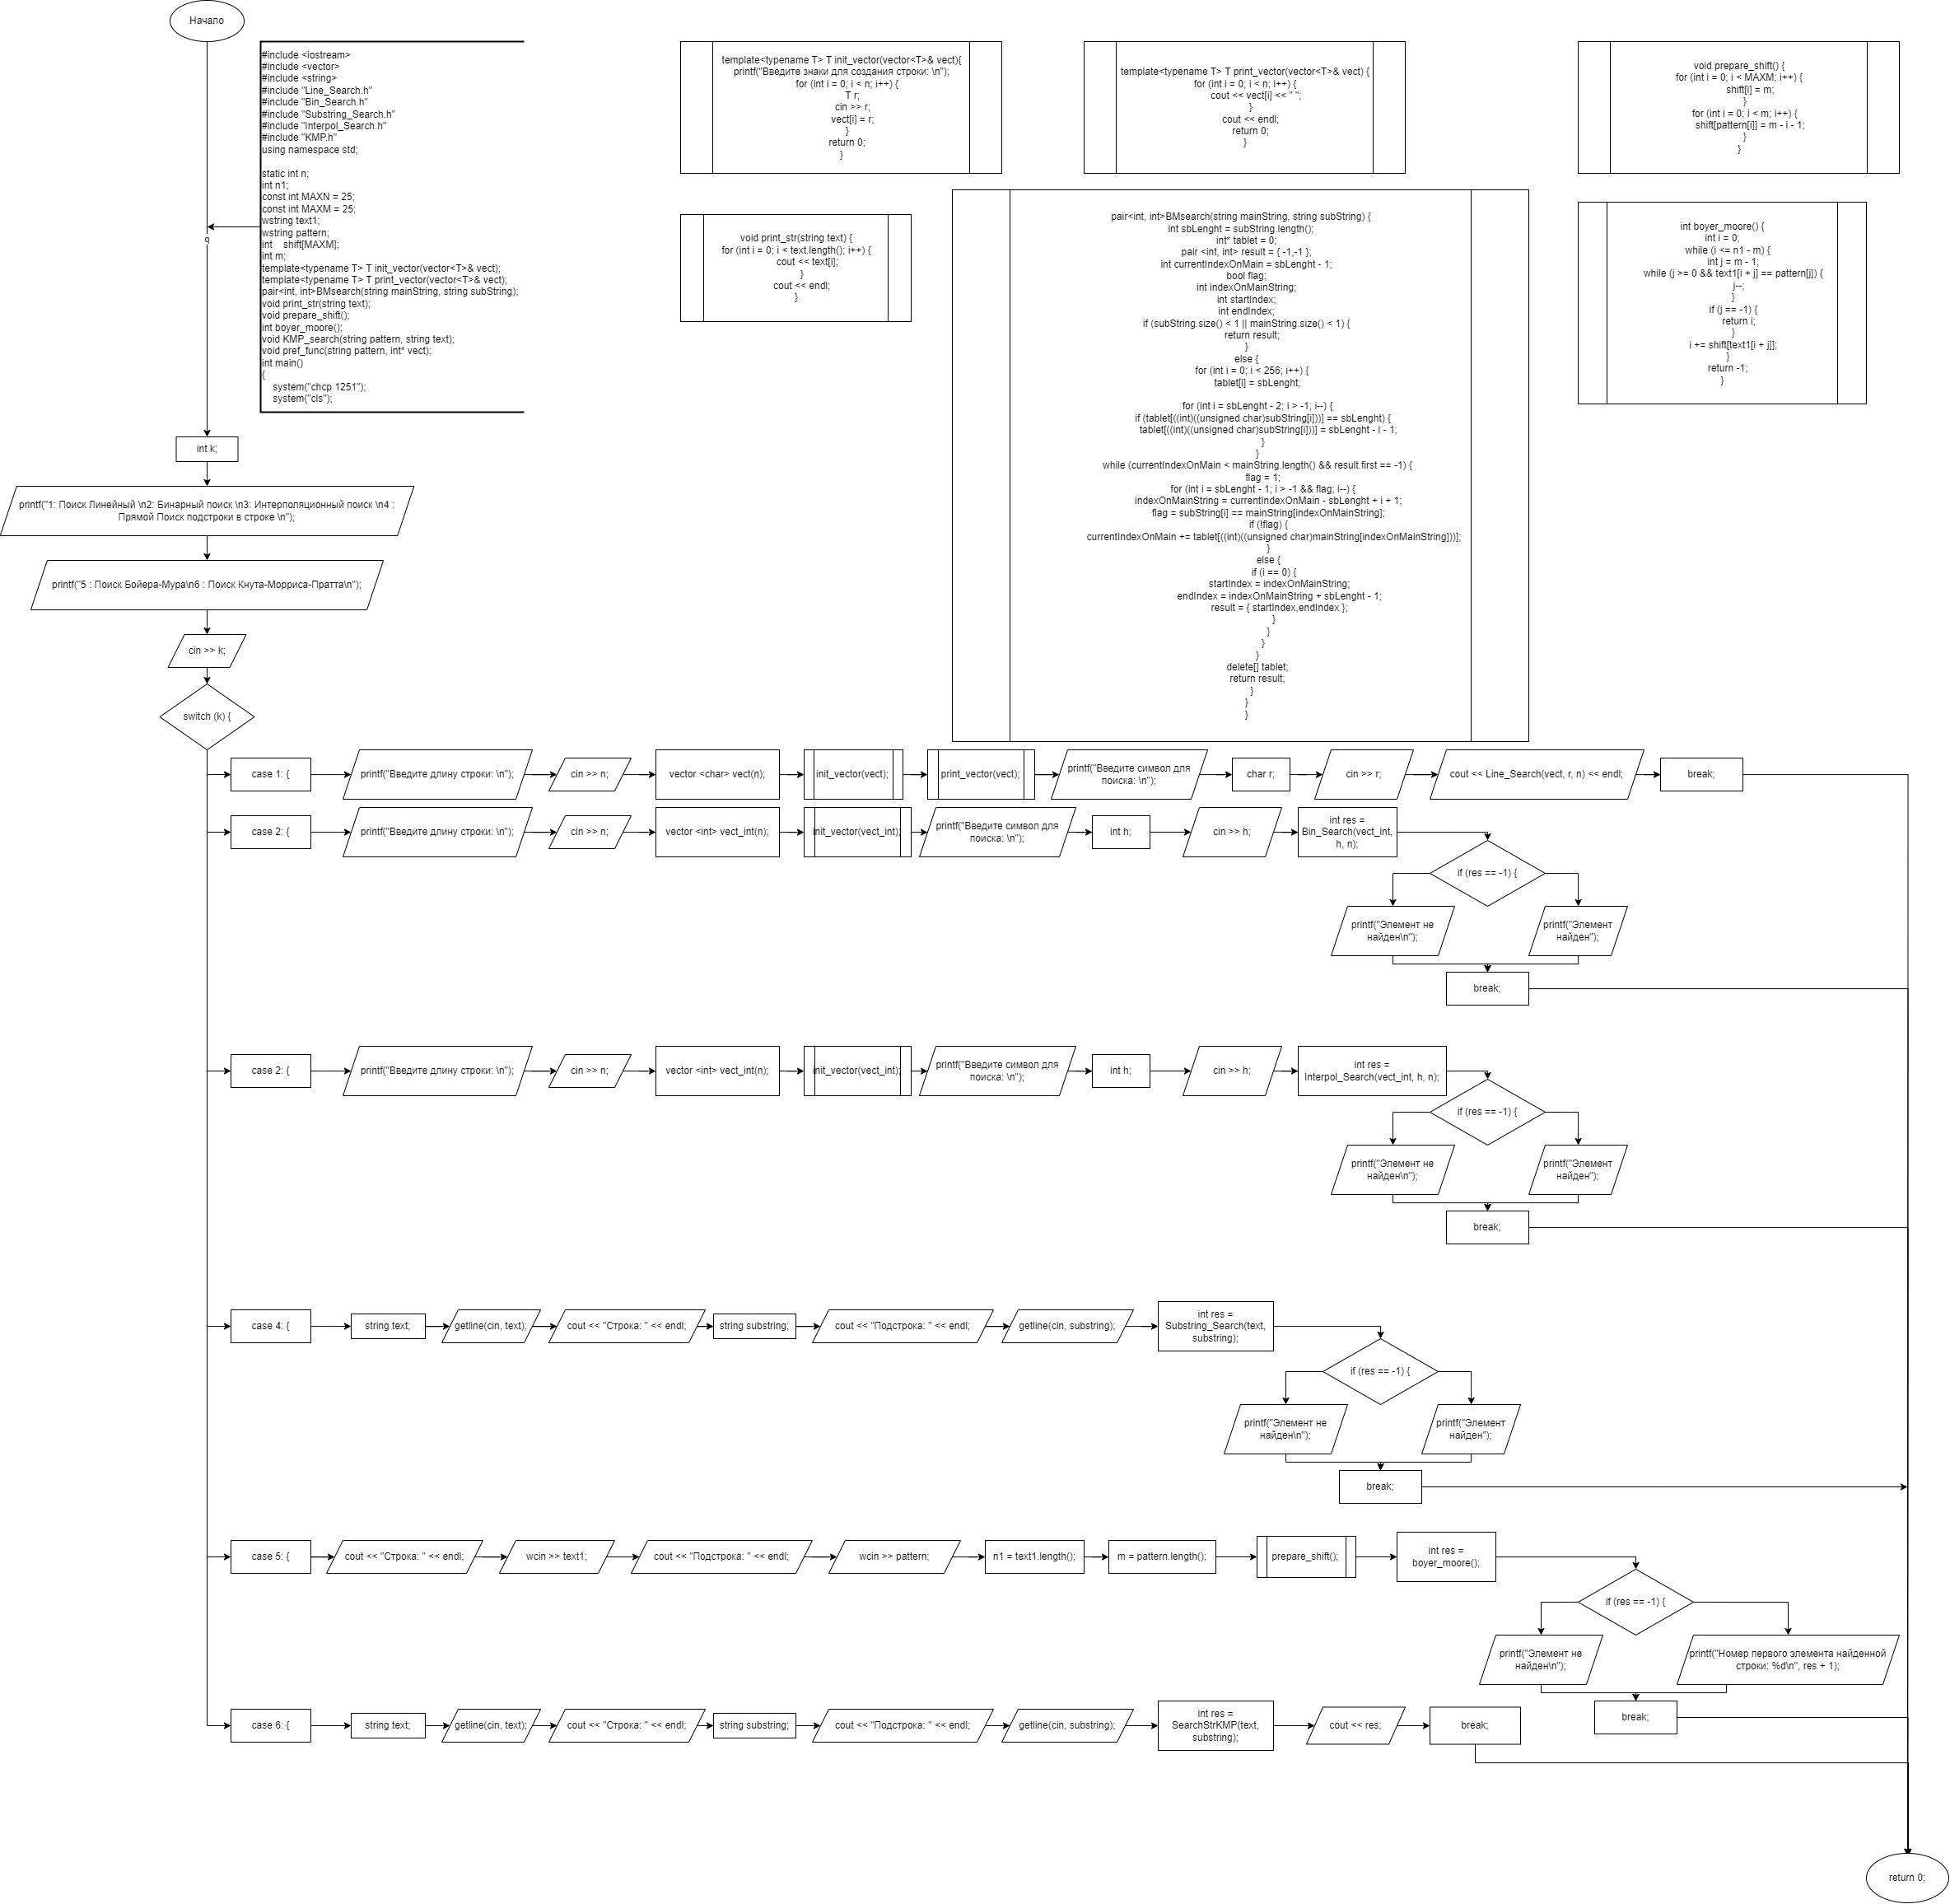 Начало
#include <iostream>
#include <vector>
#include <string>
#include "Line_Search.h"
#include "Bin_Search.h"
#include "Substring_Search.h"
#include "Interpol_Search.h"
#include "KMP.h"
using namespace std;
static int n;
int n1;
const int MAXN = 25;
const int MAXM = 25;
wstring text1;
wstring pattern;
int    shift[MAXM];
int m;
template<typename T> T init_vector(vector<T>& vect);
template<typename T> T print_vector(vector<T>& vect);
pair<int, int>BMsearch(string mainString, string subString);
void print_str(string text);
void prepare_shift();
int boyer_moore();
void KMP_search(string pattern, string text);
void pref_func(string pattern, int* vect);
int main()
{
system("chcp 1251");
system("cls");
q
template<typename T> T init_vector(vector<T>& vect){
printf("Введите знаки для создания строки: \n");
for (int i = 0; i < n; i++) {
T r;
cin >> r;
vect[i] = r;
}
return 0;
}
template<typename T> T print_vector(vector<T>& vect) {
for (int i = 0; i < n; i++) {
cout << vect[i] << " ";
}
cout << endl;
return 0;
}
void prepare_shift() {
for (int i = 0; i < MAXM; i++) {
shift[i] = m;
}
for (int i = 0; i < m; i++) {
shift[pattern[i]] = m - i - 1;
}
}
void print_str(string text) {
for (int i = 0; i < text.length(); i++) {
cout << text[i];
}
cout << endl;
}
pair<int, int>BMsearch(string mainString, string subString) {
int sbLenght = subString.length();
int* tablet = 0;
pair <int, int> result = { -1,-1 };
int currentIndexOnMain = sbLenght - 1;
bool flag;
int indexOnMainString;
int startIndex;
int endIndex;
if (subString.size() < 1 || mainString.size() < 1) {
return result;
}
else {
for (int i = 0; i < 256; i++) {
tablet[i] = sbLenght;
for (int i = sbLenght - 2; i > -1; i--) {
if (tablet[((int)((unsigned char)subString[i]))] == sbLenght) {
tablet[((int)((unsigned char)subString[i]))] = sbLenght - i - 1;
}
}
while (currentIndexOnMain < mainString.length() && result.first == -1) {
flag = 1;
for (int i = sbLenght - 1; i > -1 && flag; i--) {
indexOnMainString = currentIndexOnMain - sbLenght + i + 1;
flag = subString[i] == mainString[indexOnMainString];
if (!flag) {
currentIndexOnMain += tablet[((int)((unsigned char)mainString[indexOnMainString]))];
}
else {
if (i == 0) {
startIndex = indexOnMainString;
endIndex = indexOnMainString + sbLenght - 1;
result = { startIndex,endIndex };
}
}
}
}
delete[] tablet;
return result;
}
}
}
int boyer_moore() {
int i = 0;
while (i <= n1 - m) {
int j = m - 1;
while (j >= 0 && text1[i + j] == pattern[j]) {
j--;
}
if (j == -1) {
return i;
}
i += shift[text1[i + j]];
}
return -1;
}
int k;
printf("1: Поиск Линейный \n2: Бинарный поиск \n3: Интерполяционный поиск \n4 :
Прямой Поиск подстроки в строке \n");
printf("5 : Поиск Бойера-Мура\n6 : Поиск Кнута-Морриса-Пратта\n");
cin >> k;
switch (k) {
case 1: {
printf("Введите длину строки: \n");
cin >> n;
vector <char> vect(n);
init_vector(vect);
print_vector(vect);
printf("Введите символ для
поиска: \n");
char r;
cin >> r;
cout << Line_Search(vect, r, n) << endl;
break;
case 2: {
printf("Введите длину строки: \n");
cin >> n;
vector <int> vect_int(n);
init_vector(vect_int);
printf("Введите символ для
поиска: \n");
int h;
cin >> h;
int res =
Bin_Search(vect_int,
h, n);
if (res == -1) {
printf("Элемент не
найден\n");
printf("Элемент
найден");
break;
case 2: {
printf("Введите длину строки: \n");
cin >> n;
vector <int> vect_int(n);
init_vector(vect_int);
printf("Введите символ для
поиска: \n");
int h;
cin >> h;
int res =
Interpol_Search(vect_int, h, n);
if (res == -1) {
printf("Элемент не
найден\n");
printf("Элемент
найден");
break;
case 4: {
string text;
getline(cin, text);
cout << "Строка: " << endl;
string substring;
cout << "Подстрока: " << endl;
getline(cin, substring);
int res =
Substring_Search(text,
substring);
if (res == -1) {
printf("Элемент не
найден\n");
printf("Элемент
найден");
break;
case 5: {
cout << "Строка: " << endl;
wcin >> text1;
cout << "Подстрока: " << endl;
wcin >> pattern;
n1 = text1.length();
m = pattern.length();
prepare_shift();
int res =
boyer_moore();
if (res == -1) {
printf("Элемент не
найден\n");
printf("Номер первого элемента найденной
строки: %d\n", res + 1);
break;
case 6: {
string text;
getline(cin, text);
cout << "Строка: " << endl;
string substring;
cout << "Подстрока: " << endl;
getline(cin, substring);
int res =
SearchStrKMP(text,
substring);
cout << res;
break;
return 0;